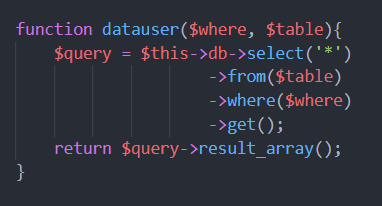 function datauser($where, $table){
    $query = $this->db->select('*')
                      ->from($table)
                      ->where($where)
                      ->get();
    return $query->result_array();
}